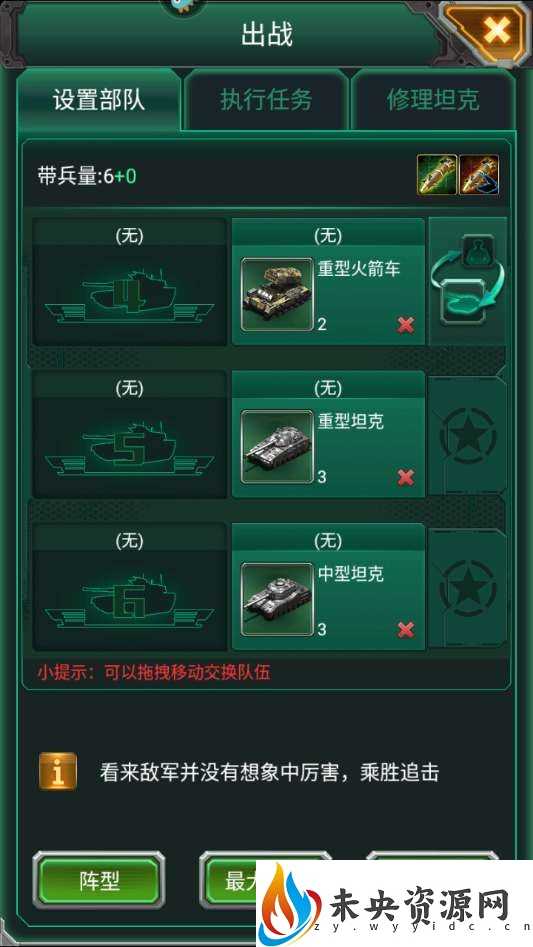 出战
设置部队 执行任务 修理坦克
带兵量:6+0
(无) (无)
4 重型火箭车
2
(无) (无)
5 重型坦克
3
(无) (无)
6 中型坦克
3
小提示：可以拖拽移动交换队伍
看来敌军并没有想象中厉害，乘胜追击
阵型 最大
未央资源网
zy.wyyidc.cn